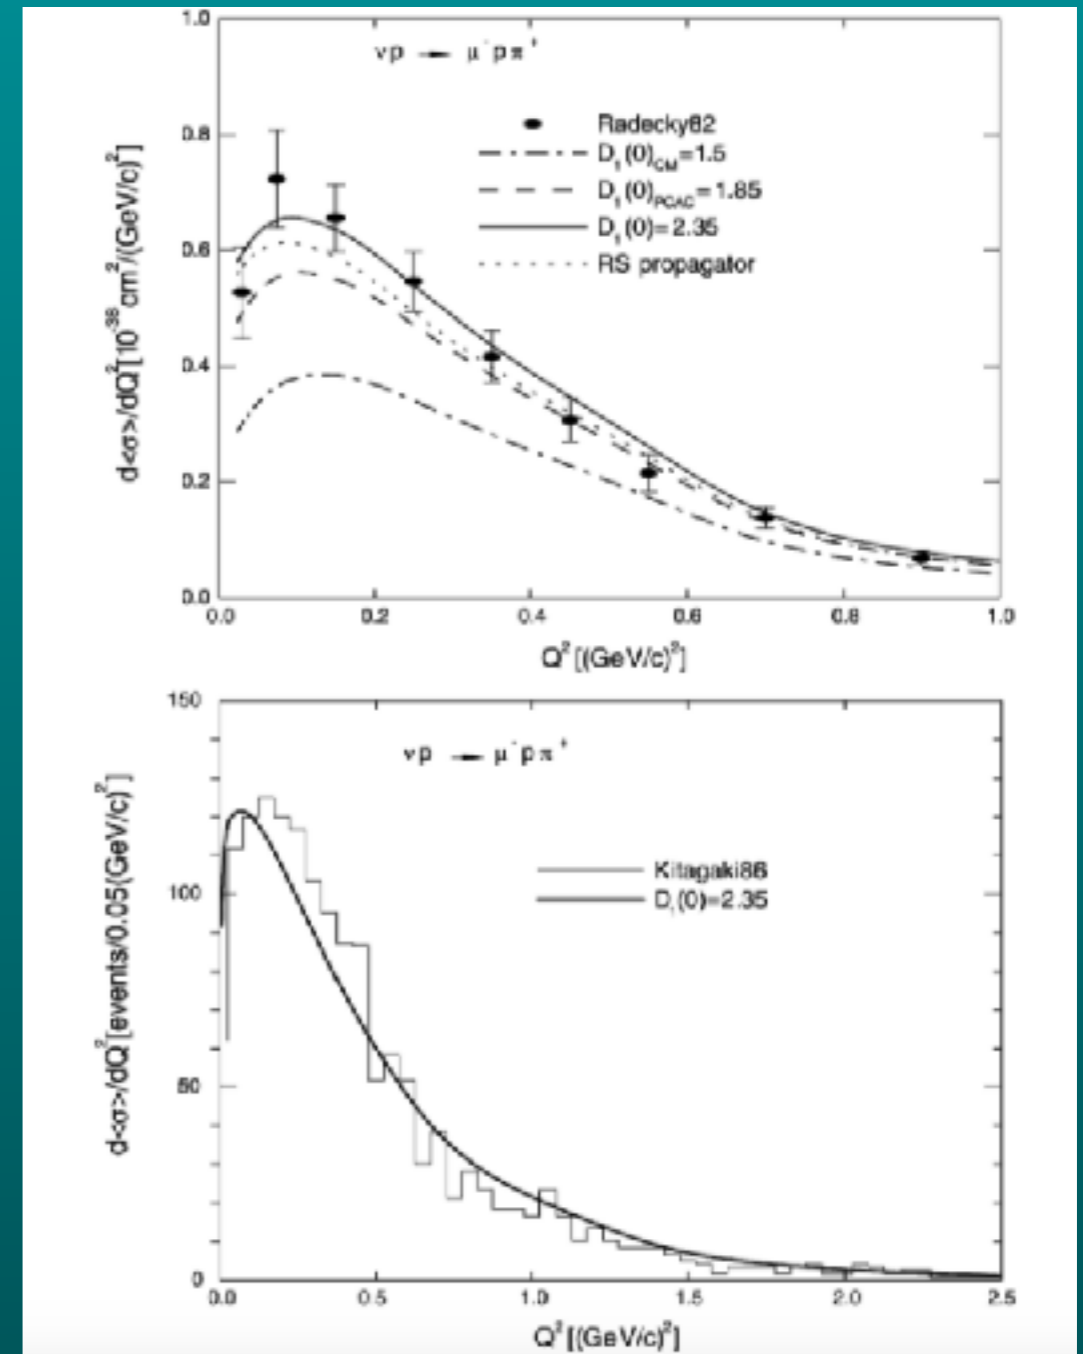 1.0
νp → μ⁻pπ⁺
0.8
Radecky82
D₁(0)CM=1.5
D₁(0)PCAC=1.85
D₁(0)=2.35
RS propagator
0.6
0.4
0.2
0.0
d<σ>/dQ²[10⁻³⁸cm²/(GeV/c)²]
0.0 0.2 0.4 0.6 0.8 1.0
Q²[(GeV/c)²]
150
νp → μ⁻pπ⁺
Kitagaki86
D₁(0)=2.35
100
50
0
d<σ>/dQ²[events/0.05(GeV/c)²]
0.0 0.5 1.0 1.5 2.0 2.5
Q²[(GeV/c)²]